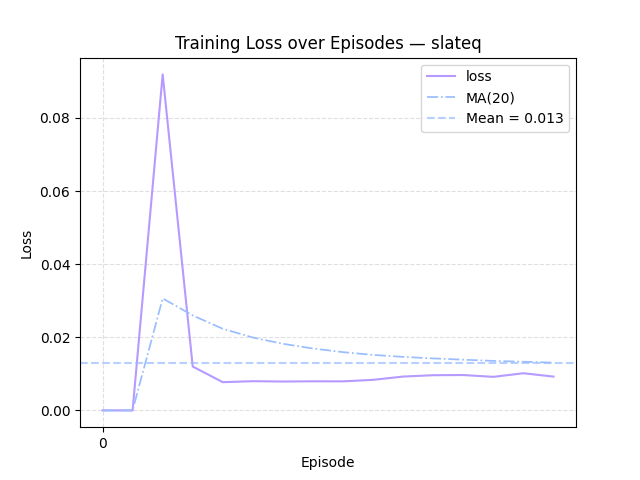 Training Loss over Episodes — slateq
loss
MA(20)
Mean = 0.013
0.08
0.06
0.04
0.02
0.00
Loss
0
Episode